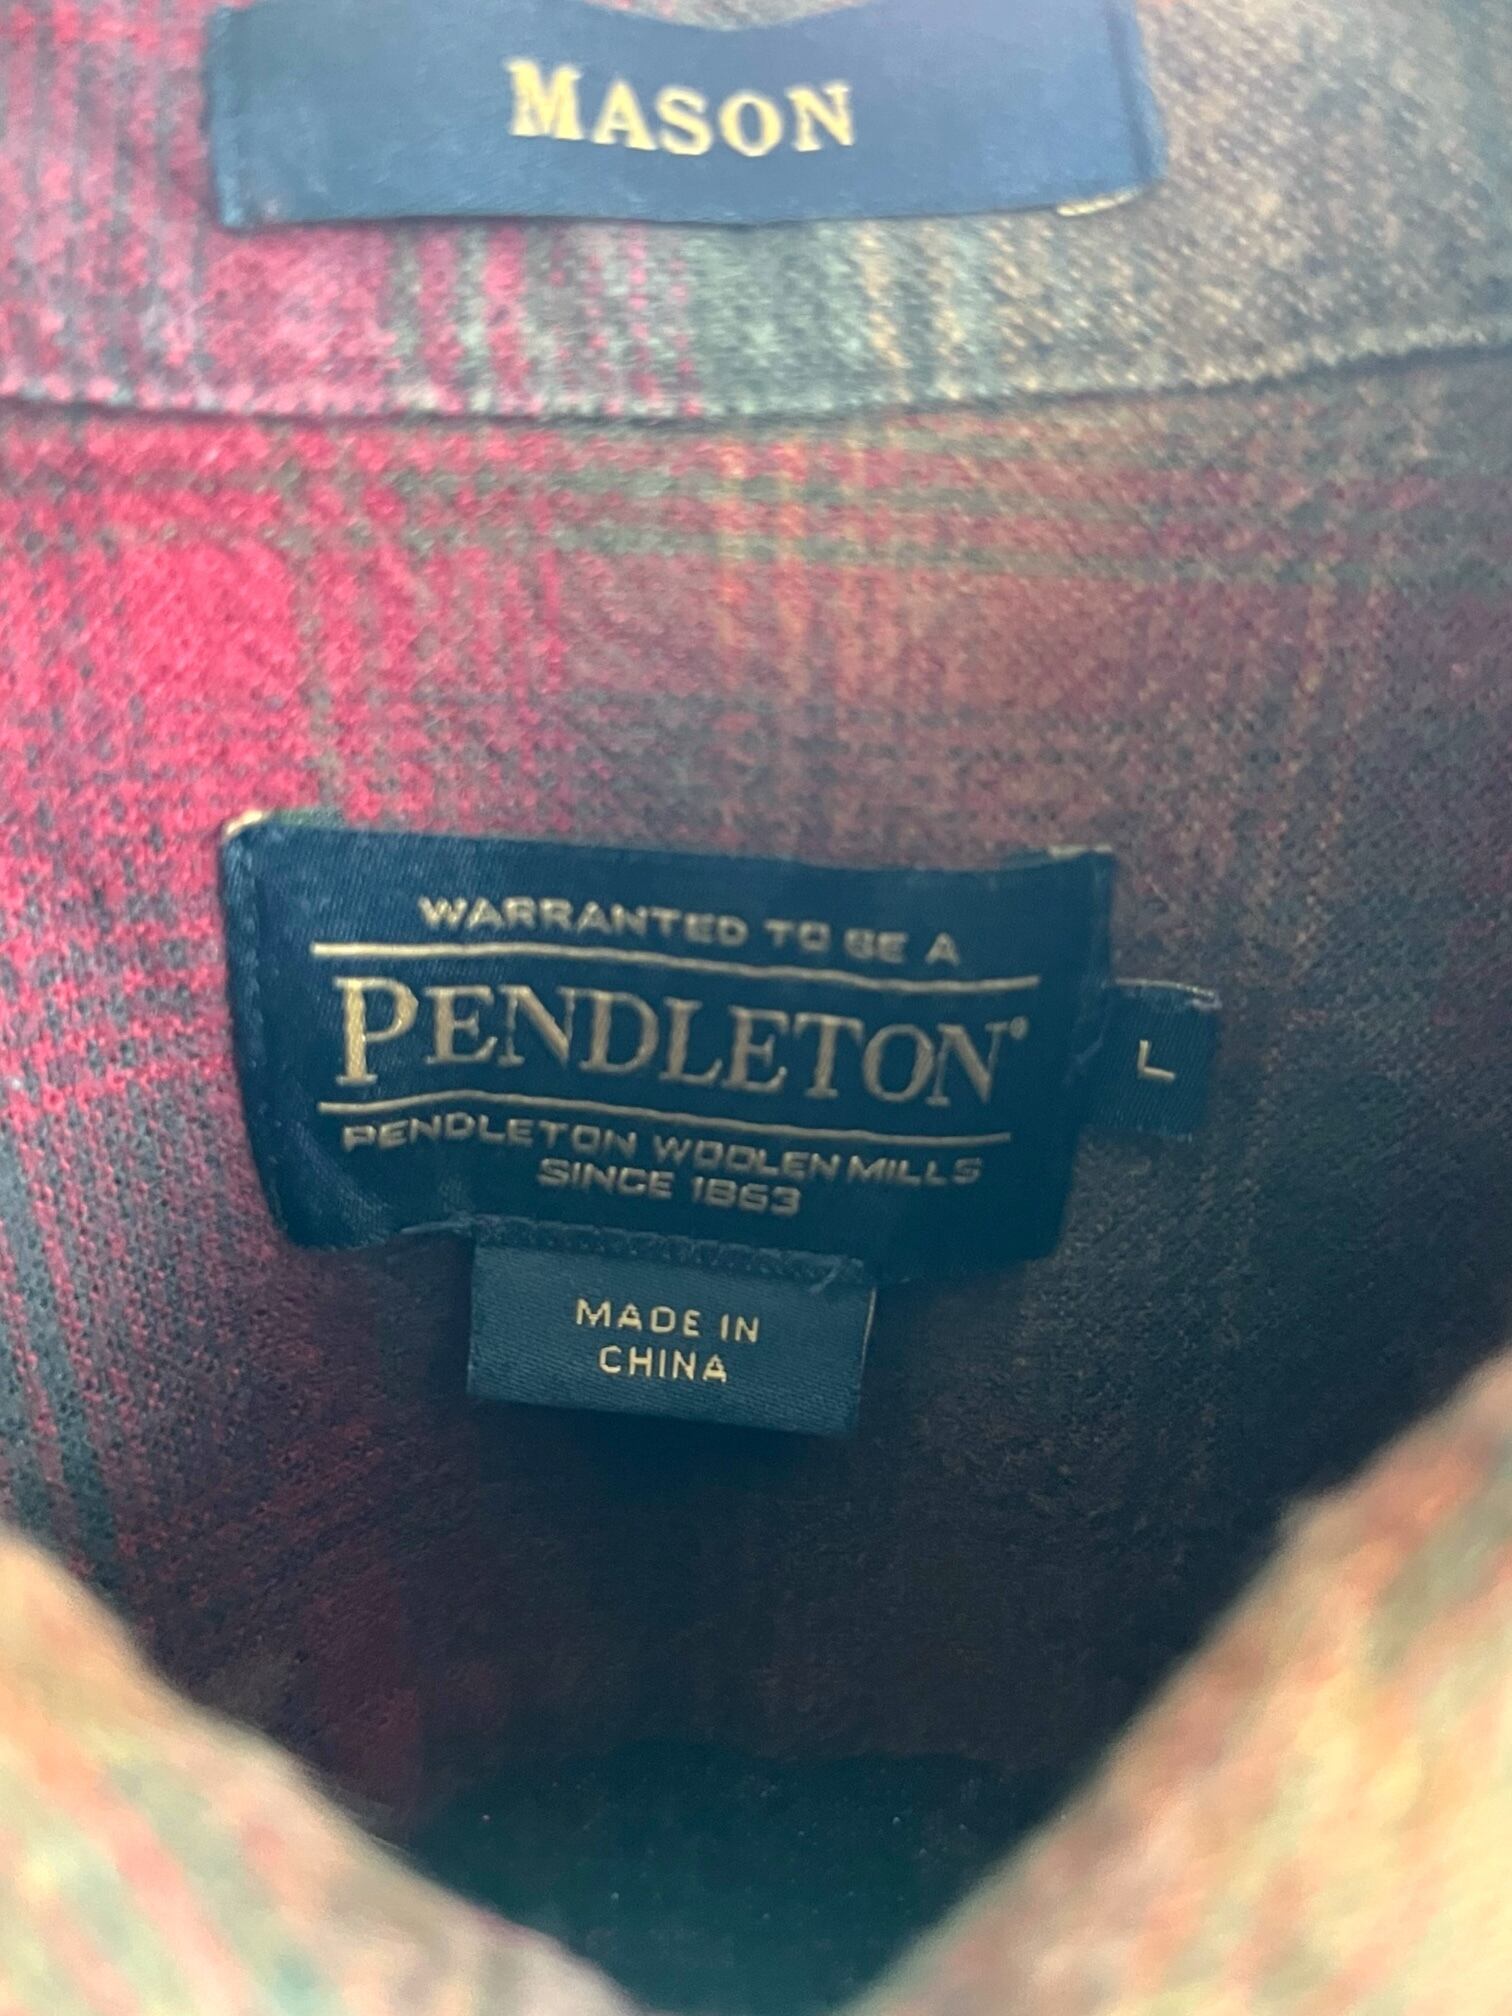 MASON
WARRANTED TO BE A
PENDLETON®
L
PENDLETON WOOLEN MILLS
SINCE 1863
MADE IN
CHINA